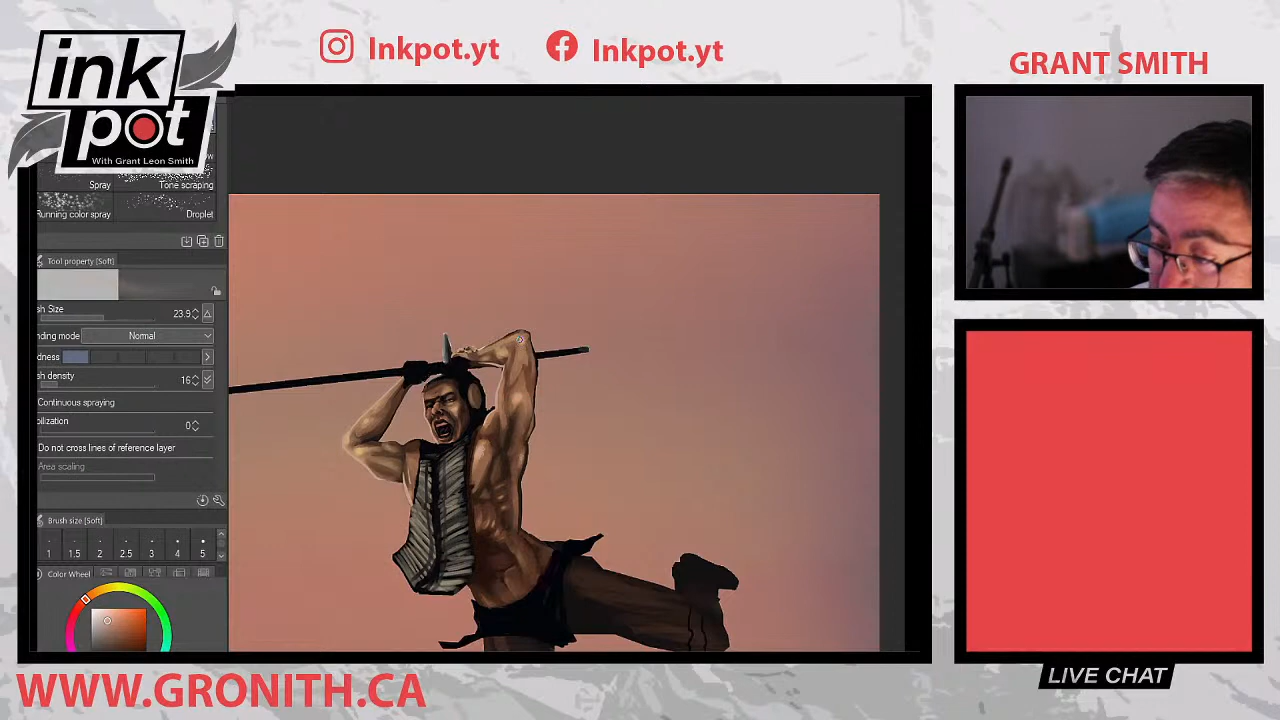 ink
pot
With Grant Leon Smith
Inkpot.yt
Inkpot.yt
GRANT SMITH
Spray
Tone scraping
Running color spray
Droplet
Tool property [Soft]
Size
23.9
Normal
16
Continuous spraying
0
Do not cross lines of reference layer
Area scaling
Brush size [Soft]
1 1.5 2 2.5 3 4 5
Color Wheel
LIVE CHAT
WWW.GRONITH.CA